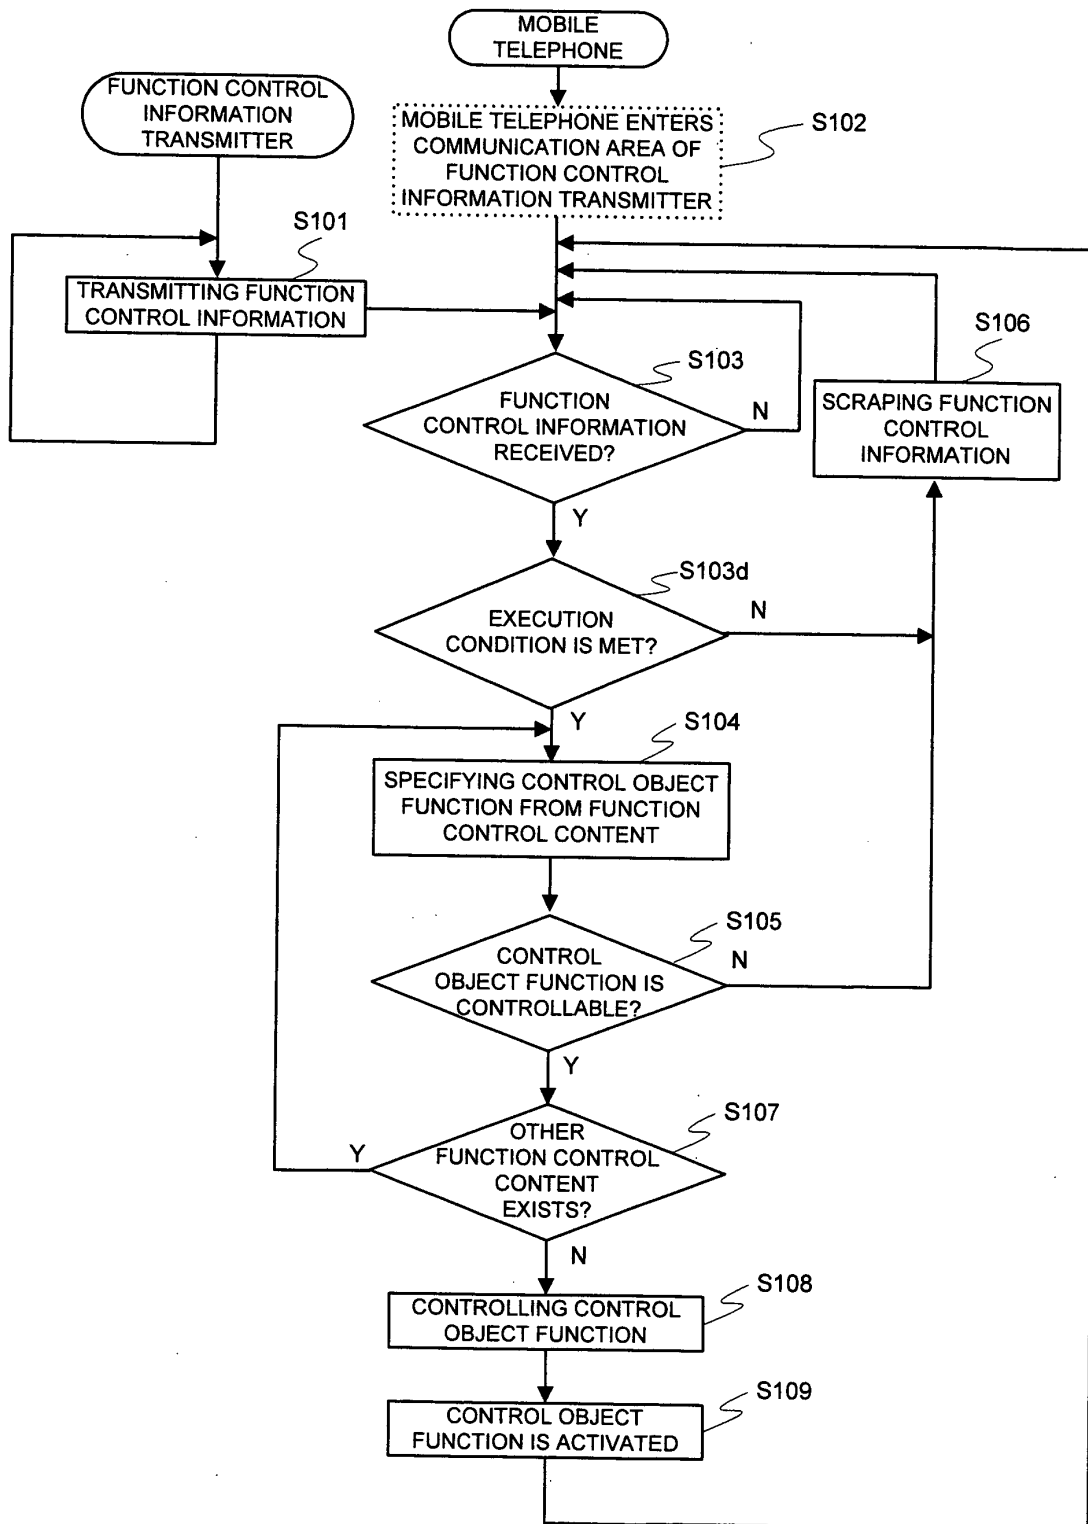 MOBILE
TELEPHONE
FUNCTION CONTROL
INFORMATION
TRANSMITTER
MOBILE TELEPHONE ENTERS
COMMUNICATION AREA OF
FUNCTION CONTROL
INFORMATION TRANSMITTER
S102
S101
TRANSMITTING FUNCTION
CONTROL INFORMATION
S103
FUNCTION
CONTROL INFORMATION
RECEIVED?
N
Y
S106
SCRAPING FUNCTION
CONTROL
INFORMATION
S103d
EXECUTION
CONDITION IS MET?
N
Y
S104
SPECIFYING CONTROL OBJECT
FUNCTION FROM FUNCTION
CONTROL CONTENT
S105
CONTROL
OBJECT FUNCTION IS
CONTROLLABLE?
N
Y
S107
OTHER
FUNCTION CONTROL
CONTENT
EXISTS?
Y
N
S108
CONTROLLING CONTROL
OBJECT FUNCTION
S109
CONTROL OBJECT
FUNCTION IS ACTIVATED